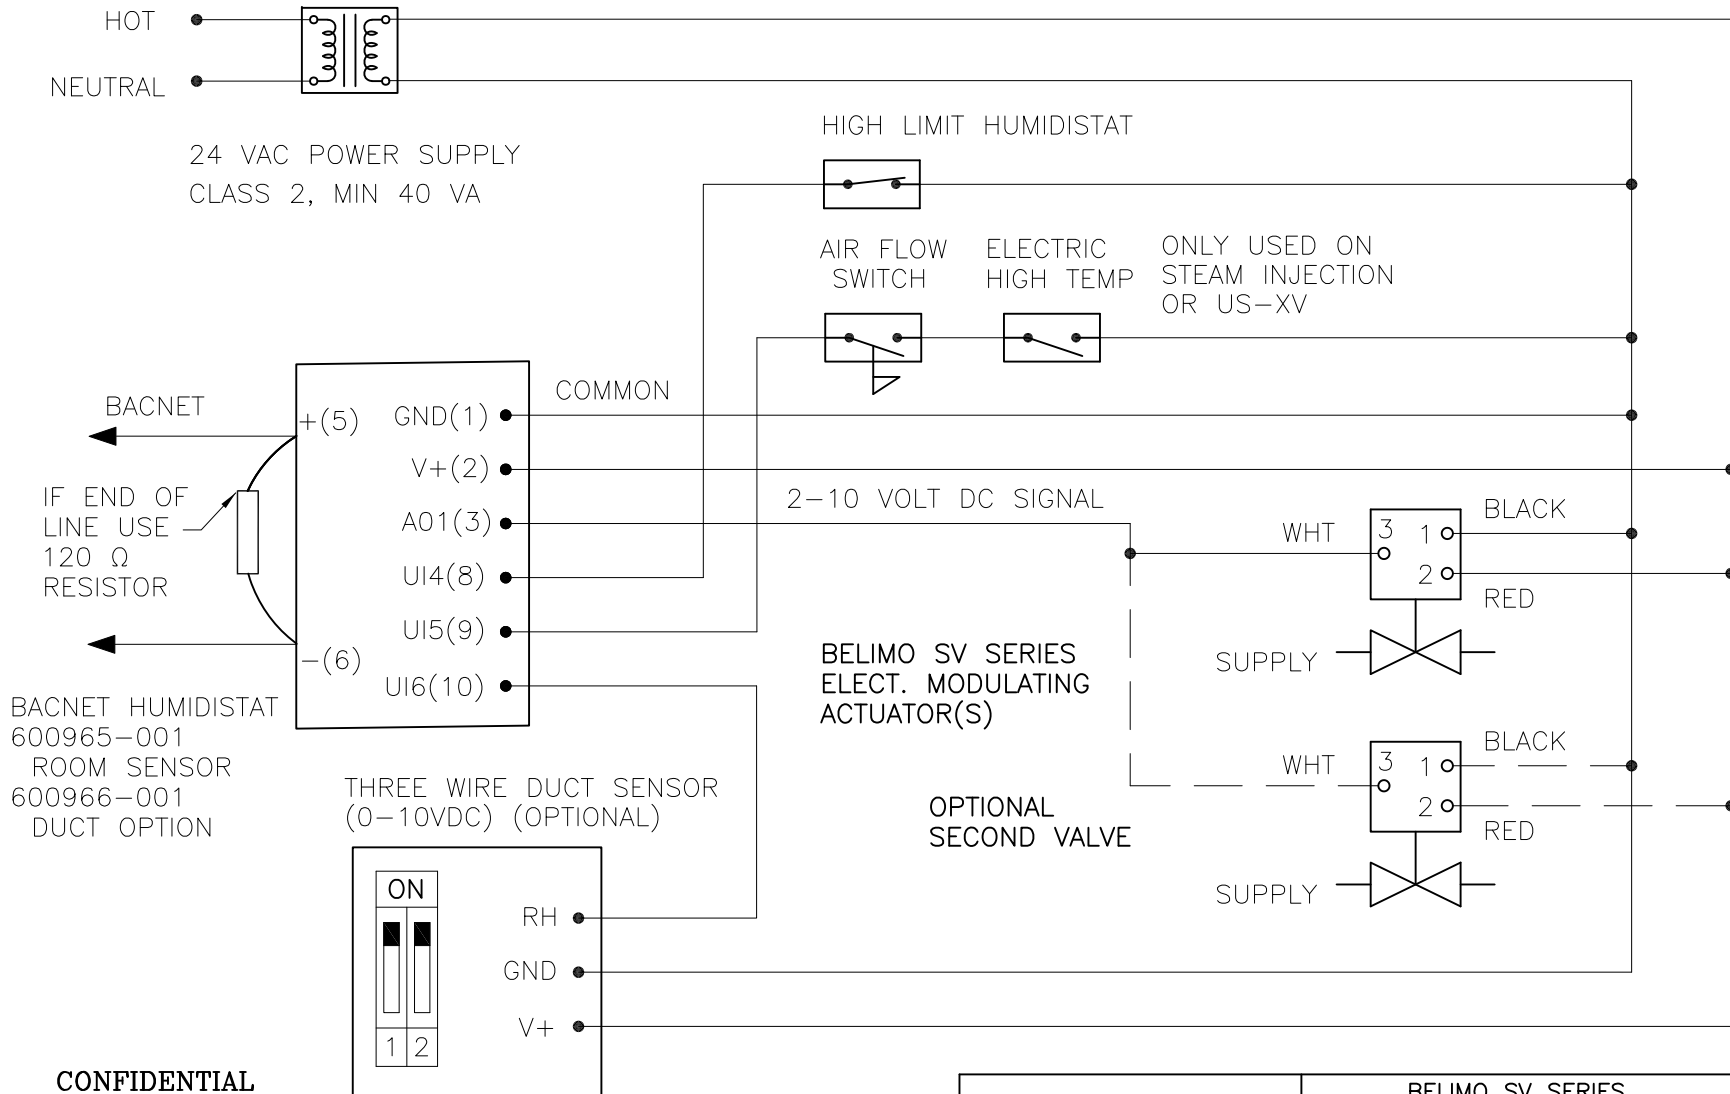 HOT
NEUTRAL
24 VAC POWER SUPPLY
CLASS 2, MIN 40 VA
HIGH LIMIT HUMIDISTAT
AIR FLOW
SWITCH
ELECTRIC
HIGH TEMP
ONLY USED ON
STEAM INJECTION
OR US-XV
BACNET
+(5)
-(6)
IF END OF
LINE USE
120 Ω
RESISTOR
GND(1)
V+(2)
AO1(3)
UI4(8)
UI5(9)
UI6(10)
COMMON
2-10 VOLT DC SIGNAL
WHT
3
1
2
BLACK
RED
SUPPLY
BELIMO SV SERIES
ELECT. MODULATING
ACTUATOR(S)
WHT
3
1
2
BLACK
RED
SUPPLY
OPTIONAL
SECOND VALVE
BACNET HUMIDISTAT
600965-001
ROOM SENSOR
600966-001
DUCT OPTION
THREE WIRE DUCT SENSOR
(0-10VDC) (OPTIONAL)
ON
1 2
RH
GND
V+
CONFIDENTIAL
BELIMO SV SERIES